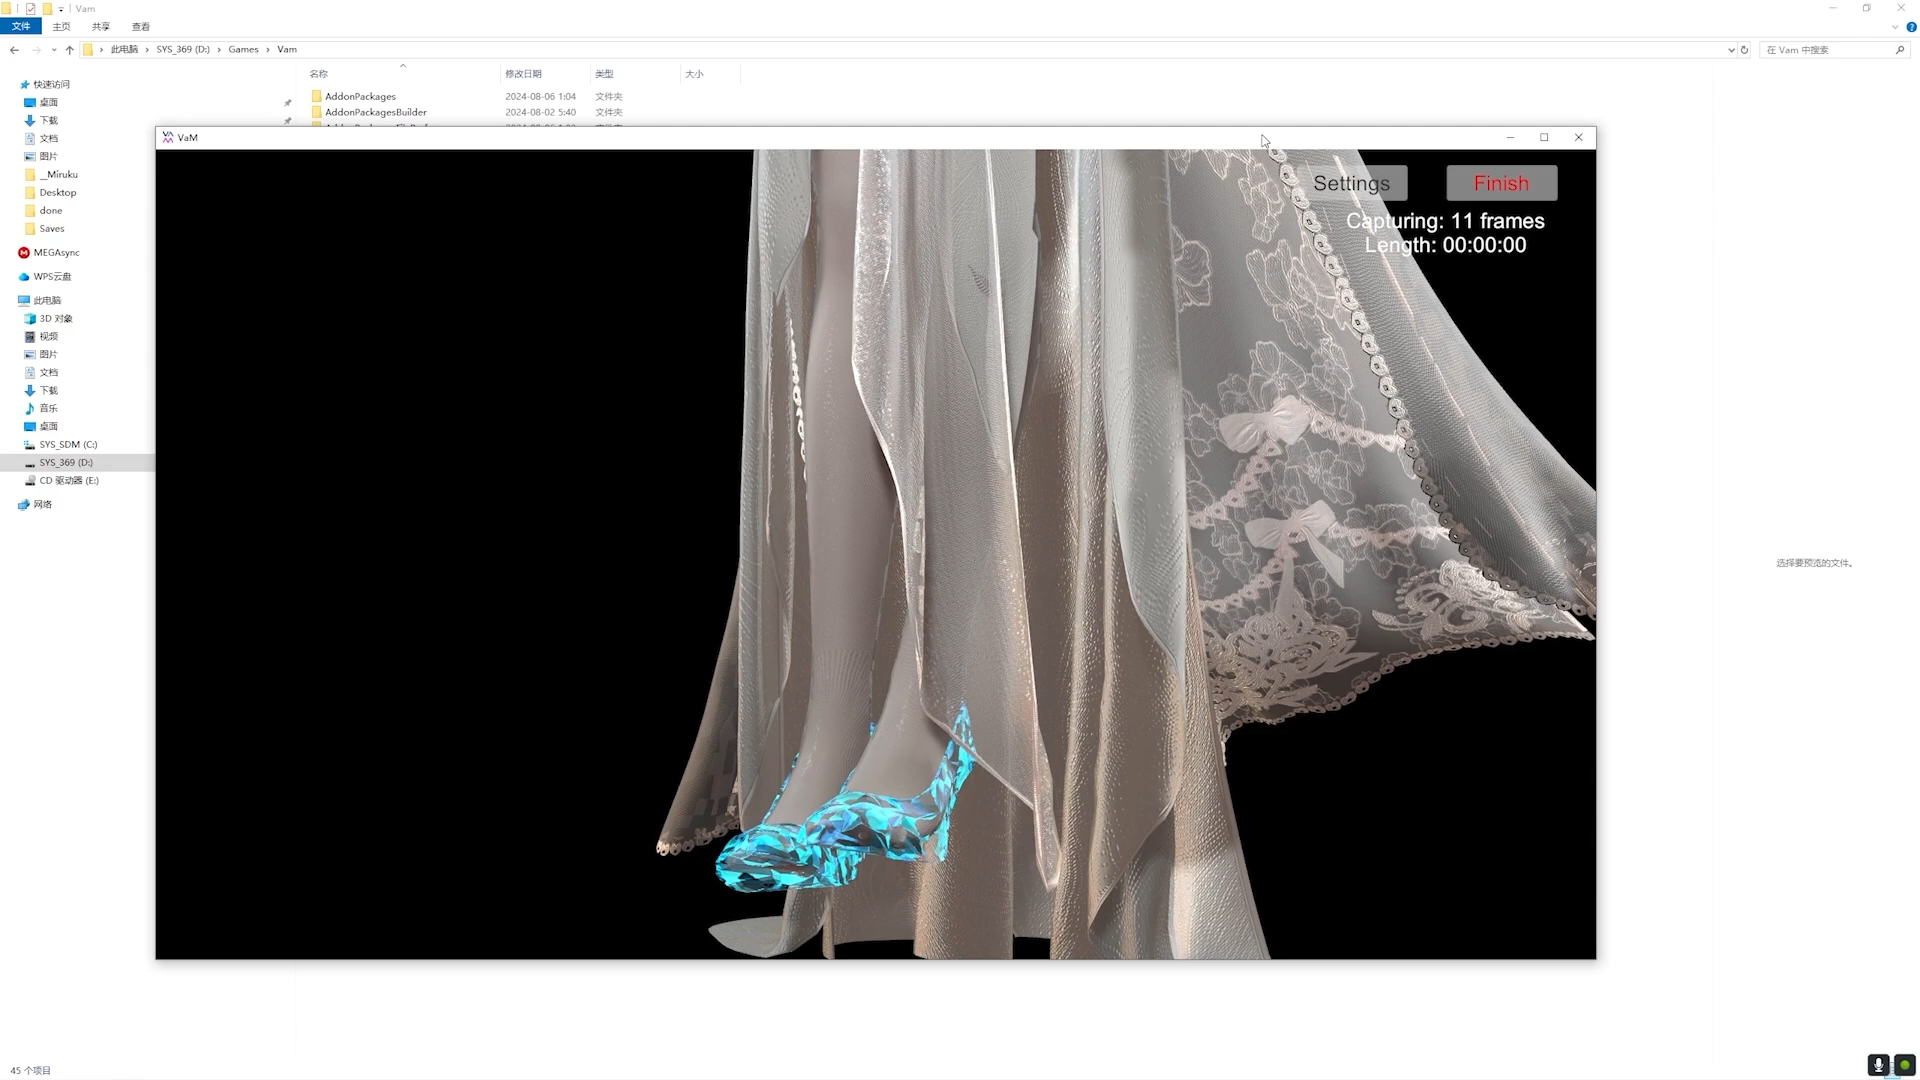 Vam
文件 主页 共享 查看
此电脑 › SYS_369 (D:) › Games › Vam
在 Vam 中搜索
名称 修改日期 类型 大小
快速访问
桌面
下载
文档
图片
__Miruku
Desktop
done
Saves
MEGAsync
WPS云盘
此电脑
3D 对象
视频
图片
文档
下载
音乐
桌面
SYS_SDM (C:)
SYS_369 (D:)
CD 驱动器 (E:)
网络
AddonPackages 2024-08-06 1:04 文件夹
AddonPackagesBuilder 2024-08-02 5:40 文件夹
VaM
Settings Finish
Capturing: 11 frames
Length: 00:00:00
选择要预览的文件。
45 个项目